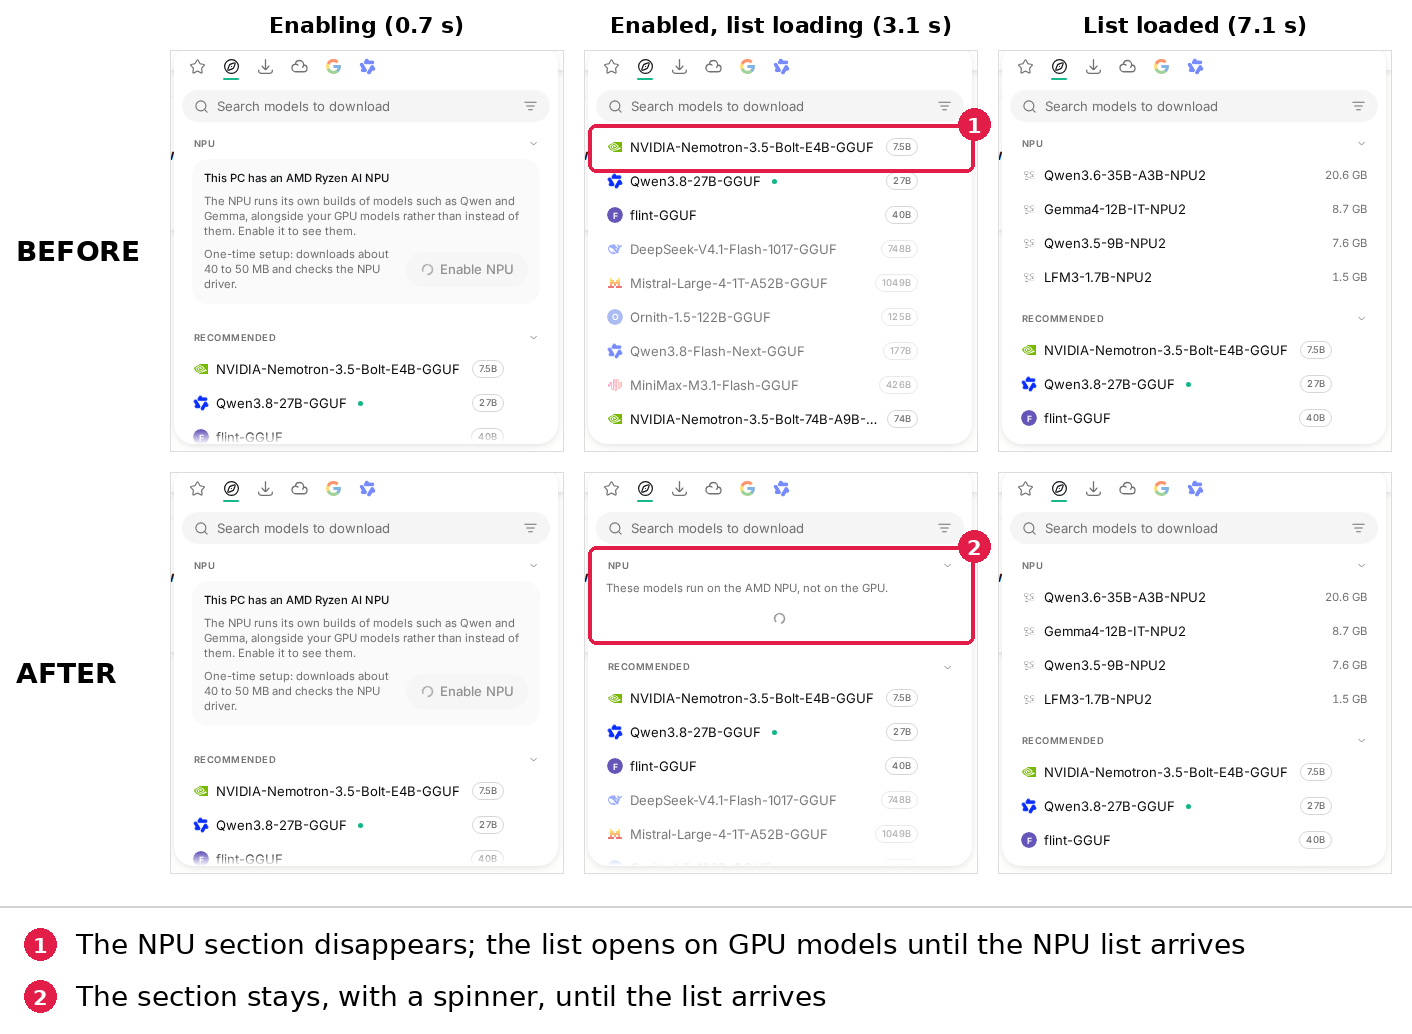 Enabling (0.7 s)
Enabled, list loading (3.1 s)
List loaded (7.1 s)
BEFORE
Search models to download
NPU
This PC has an AMD Ryzen AI NPU
The NPU runs its own builds of models such as Qwen and
Gemma, alongside your GPU models rather than instead of
them. Enable it to see them.
One-time setup: downloads about
40 to 50 MB and checks the NPU
driver.
Enable NPU
RECOMMENDED
NVIDIA-Nemotron-3.5-Bolt-E4B-GGUF 7.5B
Qwen3.8-27B-GGUF 27B
flint-GGUF 40B
Search models to download
1
NVIDIA-Nemotron-3.5-Bolt-E4B-GGUF 7.5B
Qwen3.8-27B-GGUF 27B
F flint-GGUF 40B
DeepSeek-V4.1-Flash-1017-GGUF 748B
Mistral-Large-4-1T-A52B-GGUF 1049B
Ornith-1.5-122B-GGUF 125B
Qwen3.8-Flash-Next-GGUF 177B
MiniMax-M3.1-Flash-GGUF 426B
NVIDIA-Nemotron-3.5-Bolt-74B-A9B-... 74B
Search models to download
NPU
Qwen3.6-35B-A3B-NPU2 20.6 GB
Gemma4-12B-IT-NPU2 8.7 GB
Qwen3.5-9B-NPU2 7.6 GB
LFM3-1.7B-NPU2 1.5 GB
RECOMMENDED
NVIDIA-Nemotron-3.5-Bolt-E4B-GGUF 7.5B
Qwen3.8-27B-GGUF 27B
F flint-GGUF 40B
AFTER
Search models to download
NPU
This PC has an AMD Ryzen AI NPU
The NPU runs its own builds of models such as Qwen and
Gemma, alongside your GPU models rather than instead of
them. Enable it to see them.
One-time setup: downloads about
40 to 50 MB and checks the NPU
driver.
Enable NPU
RECOMMENDED
NVIDIA-Nemotron-3.5-Bolt-E4B-GGUF 7.5B
Qwen3.8-27B-GGUF 27B
flint-GGUF 40B
Search models to download
2
NPU
These models run on the AMD NPU, not on the GPU.
RECOMMENDED
NVIDIA-Nemotron-3.5-Bolt-E4B-GGUF 7.5B
Qwen3.8-27B-GGUF 27B
F flint-GGUF 40B
DeepSeek-V4.1-Flash-1017-GGUF 748B
Mistral-Large-4-1T-A52B-GGUF 1049B
Search models to download
NPU
Qwen3.6-35B-A3B-NPU2 20.6 GB
Gemma4-12B-IT-NPU2 8.7 GB
Qwen3.5-9B-NPU2 7.6 GB
LFM3-1.7B-NPU2 1.5 GB
RECOMMENDED
NVIDIA-Nemotron-3.5-Bolt-E4B-GGUF 7.5B
Qwen3.8-27B-GGUF 27B
F flint-GGUF 40B
1 The NPU section disappears; the list opens on GPU models until the NPU list arrives
2 The section stays, with a spinner, until the list arrives